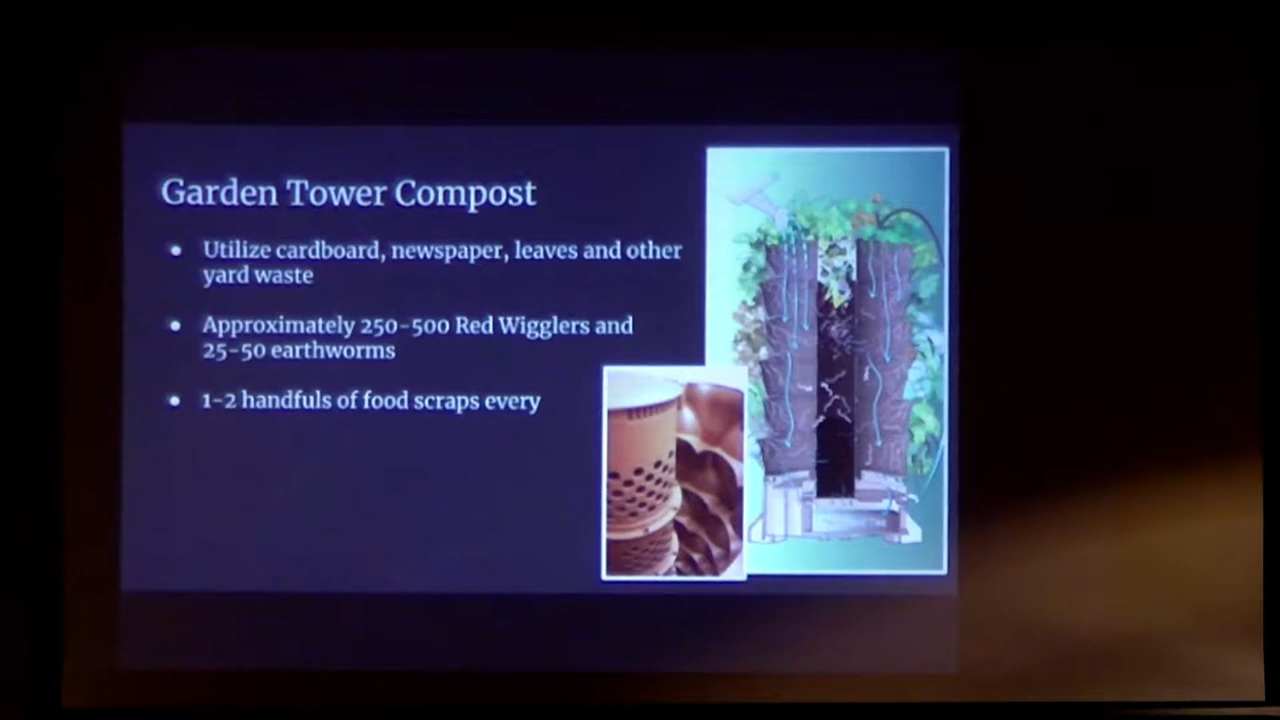 Garden Tower Compost
• Utilize cardboard, newspaper, leaves and other
yard waste
• Approximately 250-500 Red Wigglers and
25-50 earthworms
• 1-2 handfuls of food scraps every